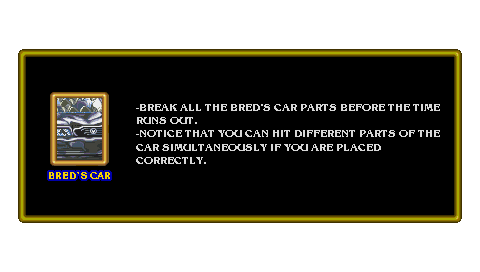 -BREAK ALL THE BRED'S CAR PARTS BEFORE THE TIME
RUNS OUT.
-NOTICE THAT YOU CAN HIT DIFFERENT PARTS OF THE
CAR SIMULTANEOUSLY IF YOU ARE PLACED
CORRECTLY.
BRED'S CAR